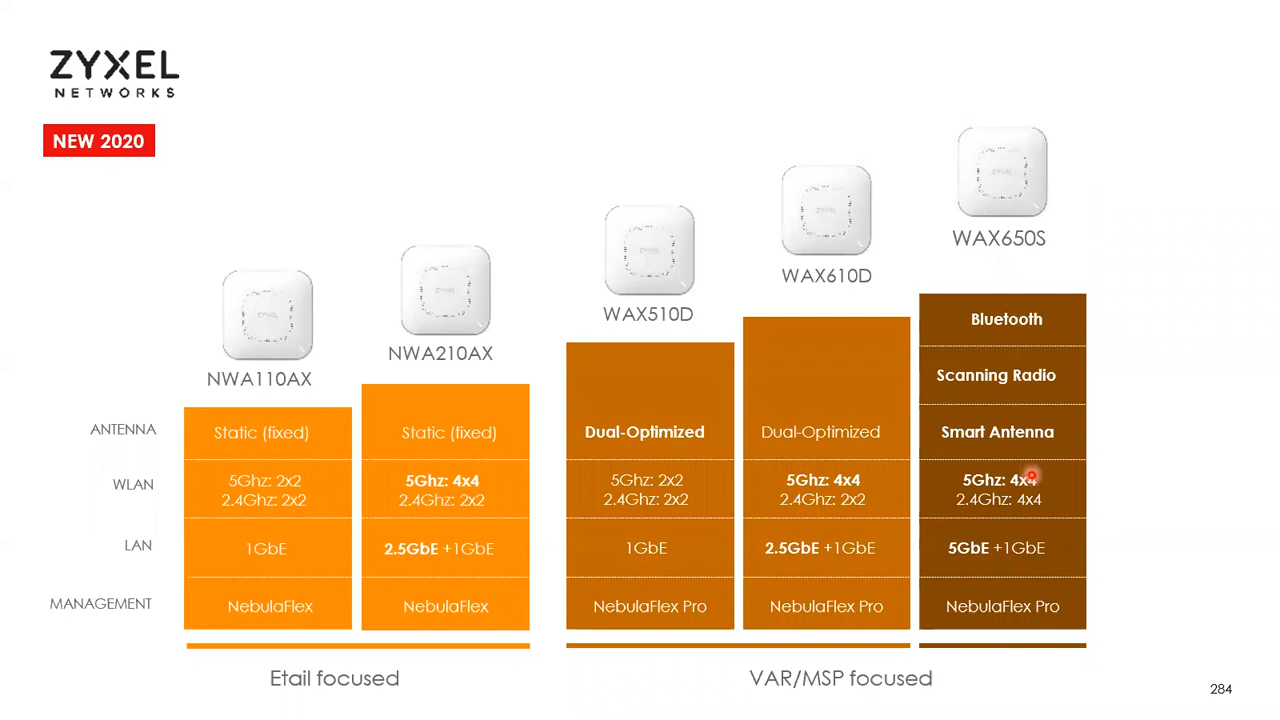 ZYXEL
NETWORKS
NEW 2020
WAX650S
WAX610D
WAX510D
NWA210AX
NWA110AX
Bluetooth
Scanning Radio
ANTENNA
Static (fixed)
Static (fixed)
Dual-Optimized
Dual-Optimized
Smart Antenna
WLAN
5Ghz: 2x2
2.4Ghz: 2x2
5Ghz: 4x4
2.4Ghz: 2x2
5Ghz: 2x2
2.4Ghz: 2x2
5Ghz: 4x4
2.4Ghz: 2x2
5Ghz: 4x4
2.4Ghz: 4x4
LAN
1GbE
2.5GbE +1GbE
1GbE
2.5GbE +1GbE
5GbE +1GbE
MANAGEMENT
NebulaFlex
NebulaFlex
NebulaFlex Pro
NebulaFlex Pro
NebulaFlex Pro
Etail focused
VAR/MSP focused
284